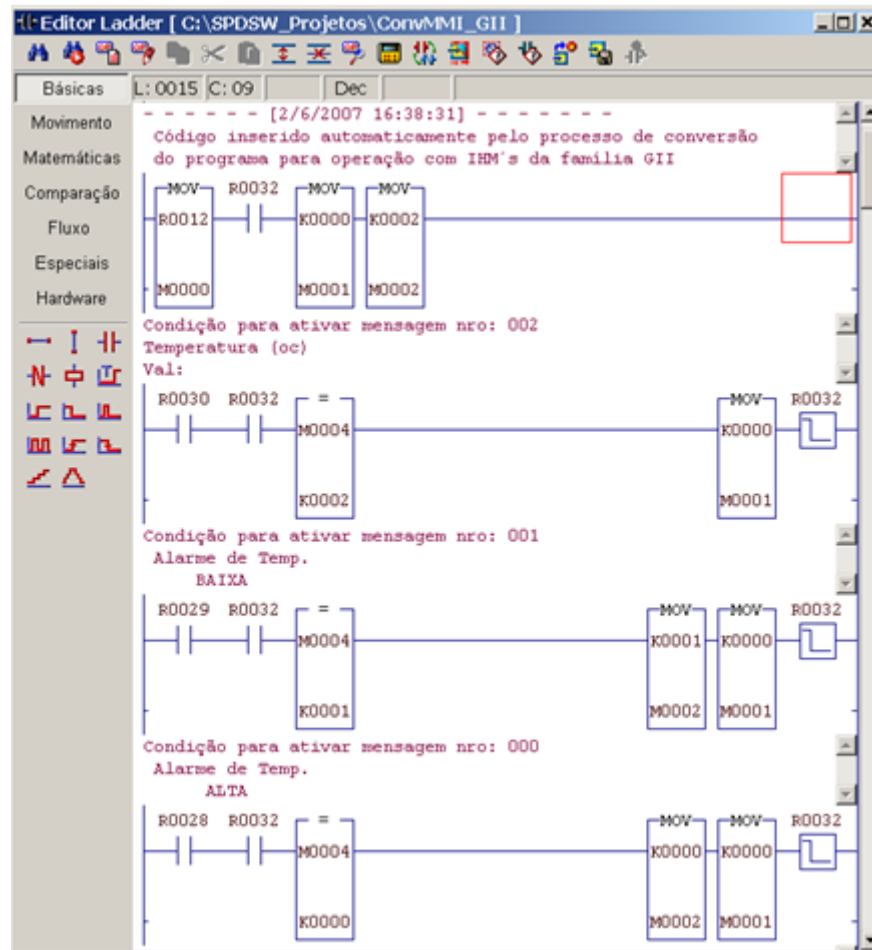 Editor Ladder [ C:\SPDSW_Projetos\ConvMMI_GII ]
Básicas L: 0015 C: 09 Dec
Movimento
Matemáticas
Comparação
Fluxo
Especiais
Hardware
- - - - - - [2/6/2007 16:38:31] - - - - - - -
Código inserido automaticamente pelo processo de conversão
do programa para operação com IHM´s da família GII
MOV R0032 MOV MOV
R0012 K0000 K0002
M0000 M0001 M0002
Condição para ativar mensagem nro: 002
Temperatura (oc)
Val:
R0030 R0032 = MOV R0032
M0004 K0000
K0002 M0001
Condição para ativar mensagem nro: 001
Alarme de Temp.
BAIXA
R0029 R0032 = MOV MOV R0032
M0004 K0001 K0000
K0001 M0002 M0001
Condição para ativar mensagem nro: 000
Alarme de Temp.
ALTA
R0028 R0032 = MOV MOV R0032
M0004 K0000 K0000
K0000 M0002 M0001